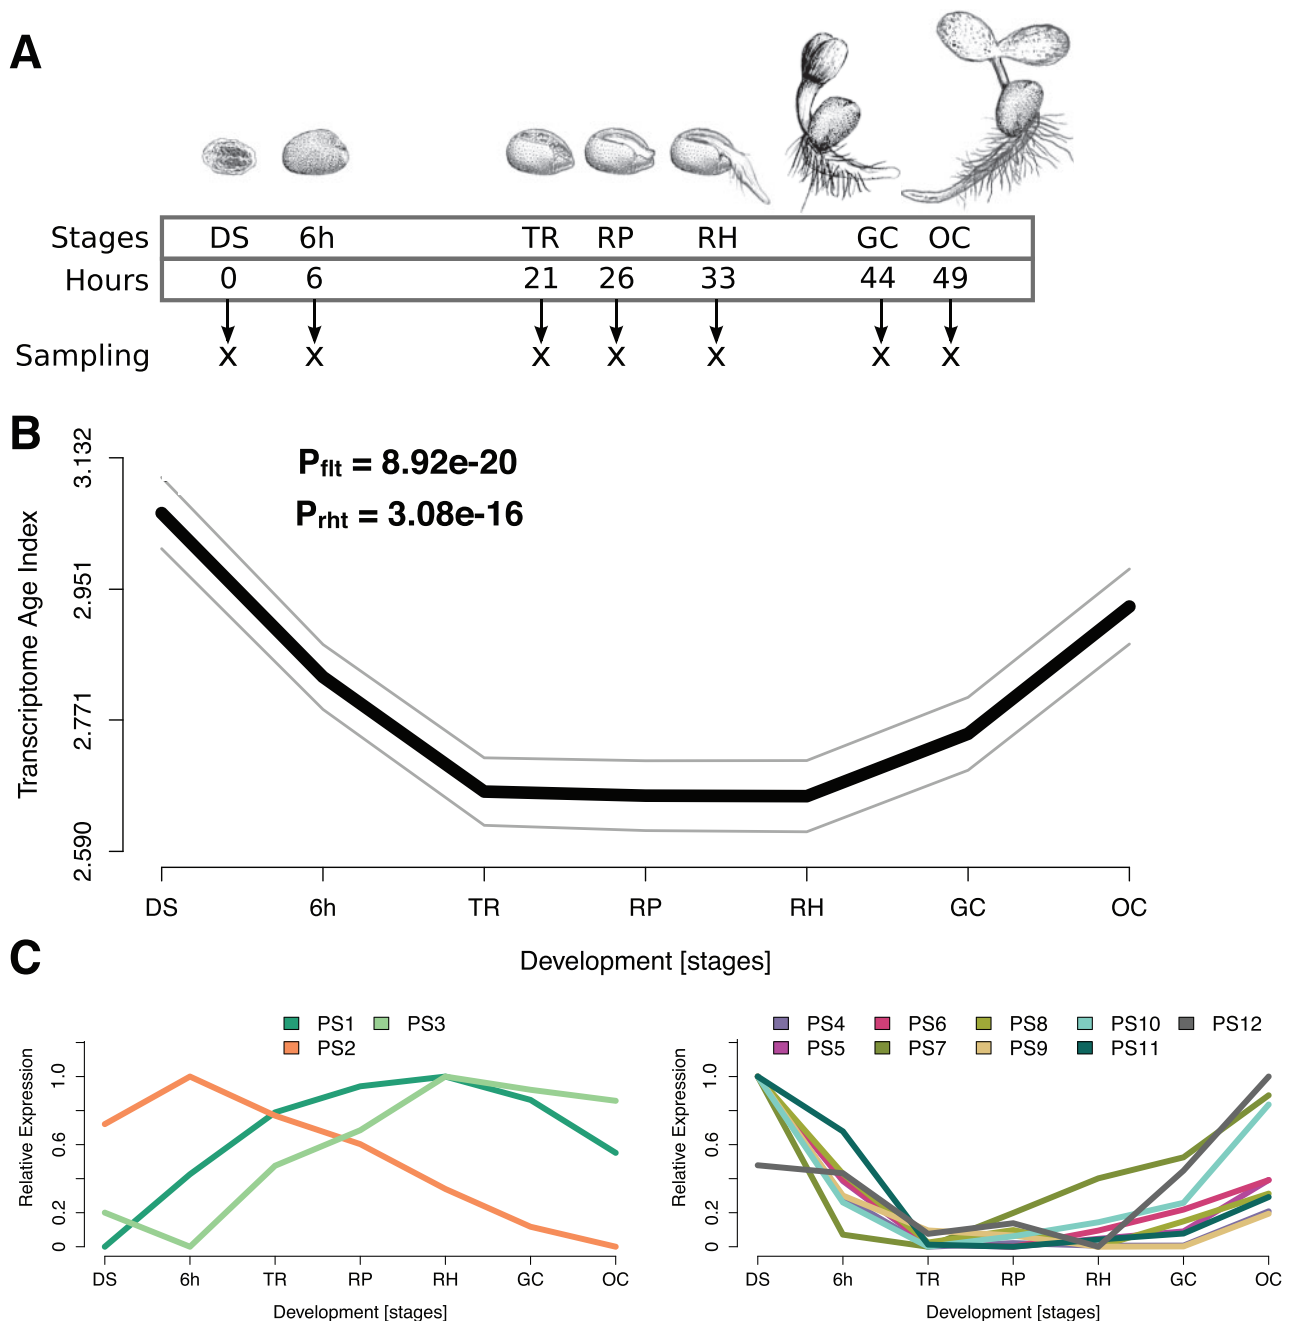 A
Stages DS 6h TR RP RH GC OC
Hours 0 6 21 26 33 44 49
Sampling x x x x x x x
B
Pflt = 8.92e-20
Prht = 3.08e-16
Transcriptome Age Index
3.132
2.951
2.771
2.590
DS 6h TR RP RH GC OC
Development [stages]
C
PS1 PS3
PS2
Relative Expression
1.0
0.6
0.2
0
DS 6h TR RP RH GC OC
Development [stages]
PS4 PS6 PS8 PS10 PS12
PS5 PS7 PS9 PS11
Relative Expression
1.0
0.6
0.2
0
DS 6h TR RP RH GC OC
Development [stages]